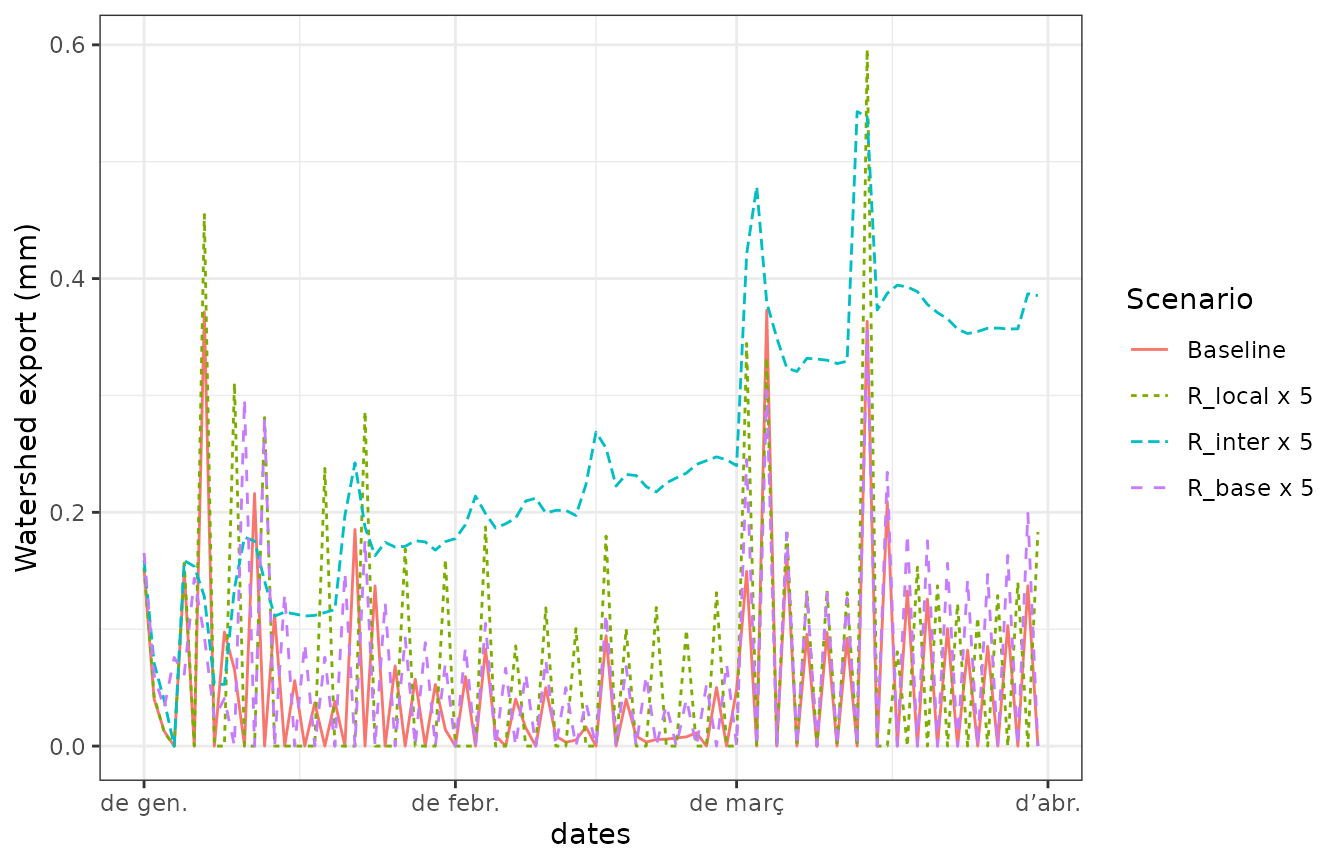 0.6
0.4
0.2
0.0
Watershed export (mm)
de gen.
de febr.
de març
d’abr.
dates
Scenario
Baseline
R_local x 5
R_inter x 5
R_base x 5